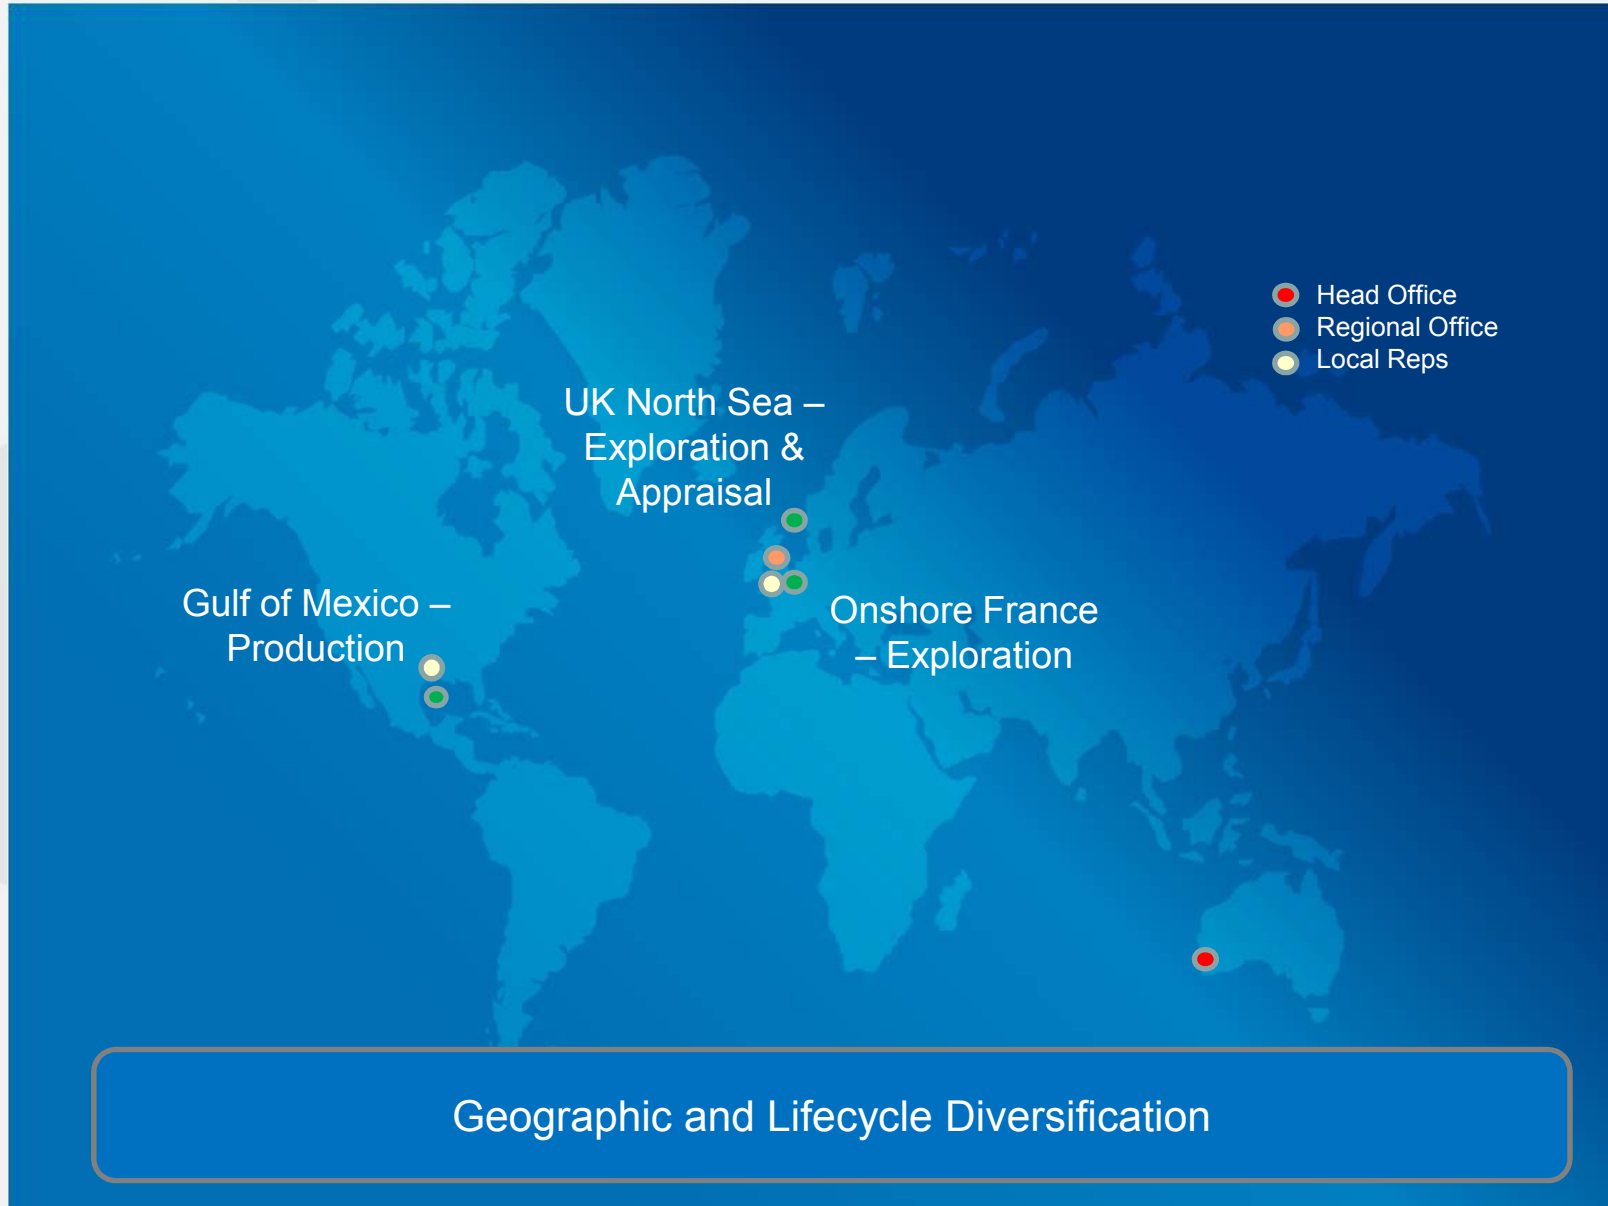 Head Office
Regional Office
Local Reps
UK North Sea –
Exploration &
Appraisal
Gulf of Mexico –
Production
Onshore France
– Exploration
Geographic and Lifecycle Diversification